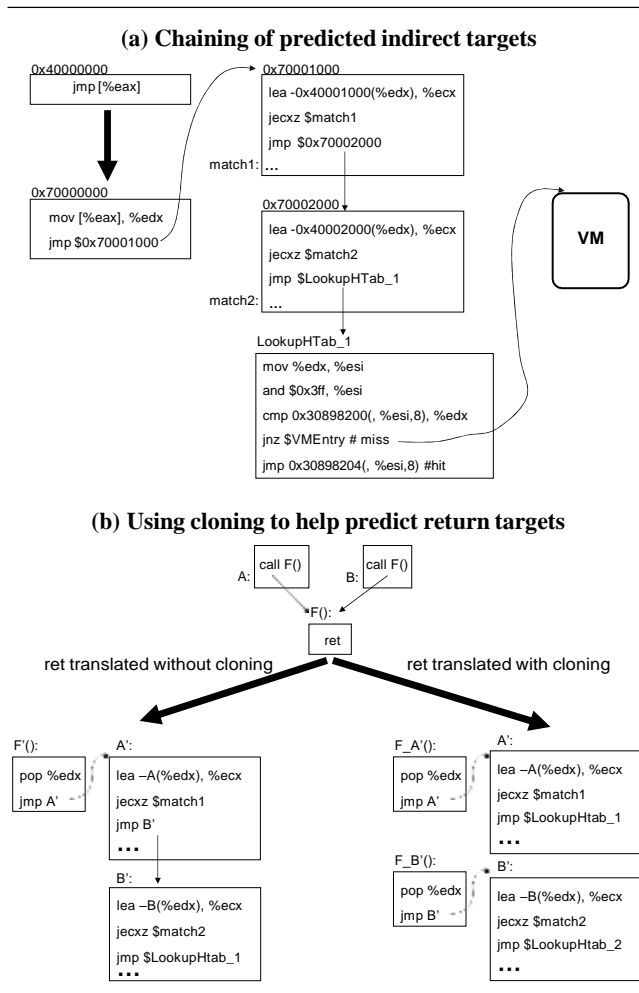 (a) Chaining of predicted indirect targets
0x40000000
jmp [%eax]
0x70000000
mov [%eax], %edx
jmp $0x70001000
0x70001000
lea -0x40001000(%edx), %ecx
jecxz $match1
jmp $0x70002000
match1:
...
0x70002000
lea -0x40002000(%edx), %ecx
jecxz $match2
jmp $LookupHTab_1
match2:
...
VM
LookupHTab_1
mov %edx, %esi
and $0x3ff, %esi
cmp 0x30898200(, %esi,8), %edx
jnz $VMEntry # miss
jmp 0x30898204(, %esi,8) #hit
(b) Using cloning to help predict return targets
A:
call F()
B:
call F()
F():
ret
ret translated without cloning
ret translated with cloning
F'():
pop %edx
jmp A'
A':
lea –A(%edx), %ecx
jecxz $match1
jmp B'
...
B':
lea –B(%edx), %ecx
jecxz $match2
jmp $LookupHtab_1
...
F_A'():
pop %edx
jmp A'
A':
lea –A(%edx), %ecx
jecxz $match1
jmp $LookupHtab_1
...
F_B'():
pop %edx
jmp B'
B':
lea –B(%edx), %ecx
jecxz $match2
jmp $LookupHtab_2
...